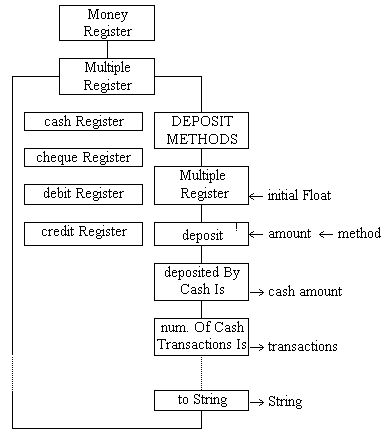 Money
Register
Multiple
Register
cash Register
DEPOSIT
METHODS
cheque Register
Multiple
Register
initial Float
debit Register
credit Register
deposit !
amount
method
deposited By
Cash Is
cash amount
num. Of Cash
Transactions Is
transactions
to String
String